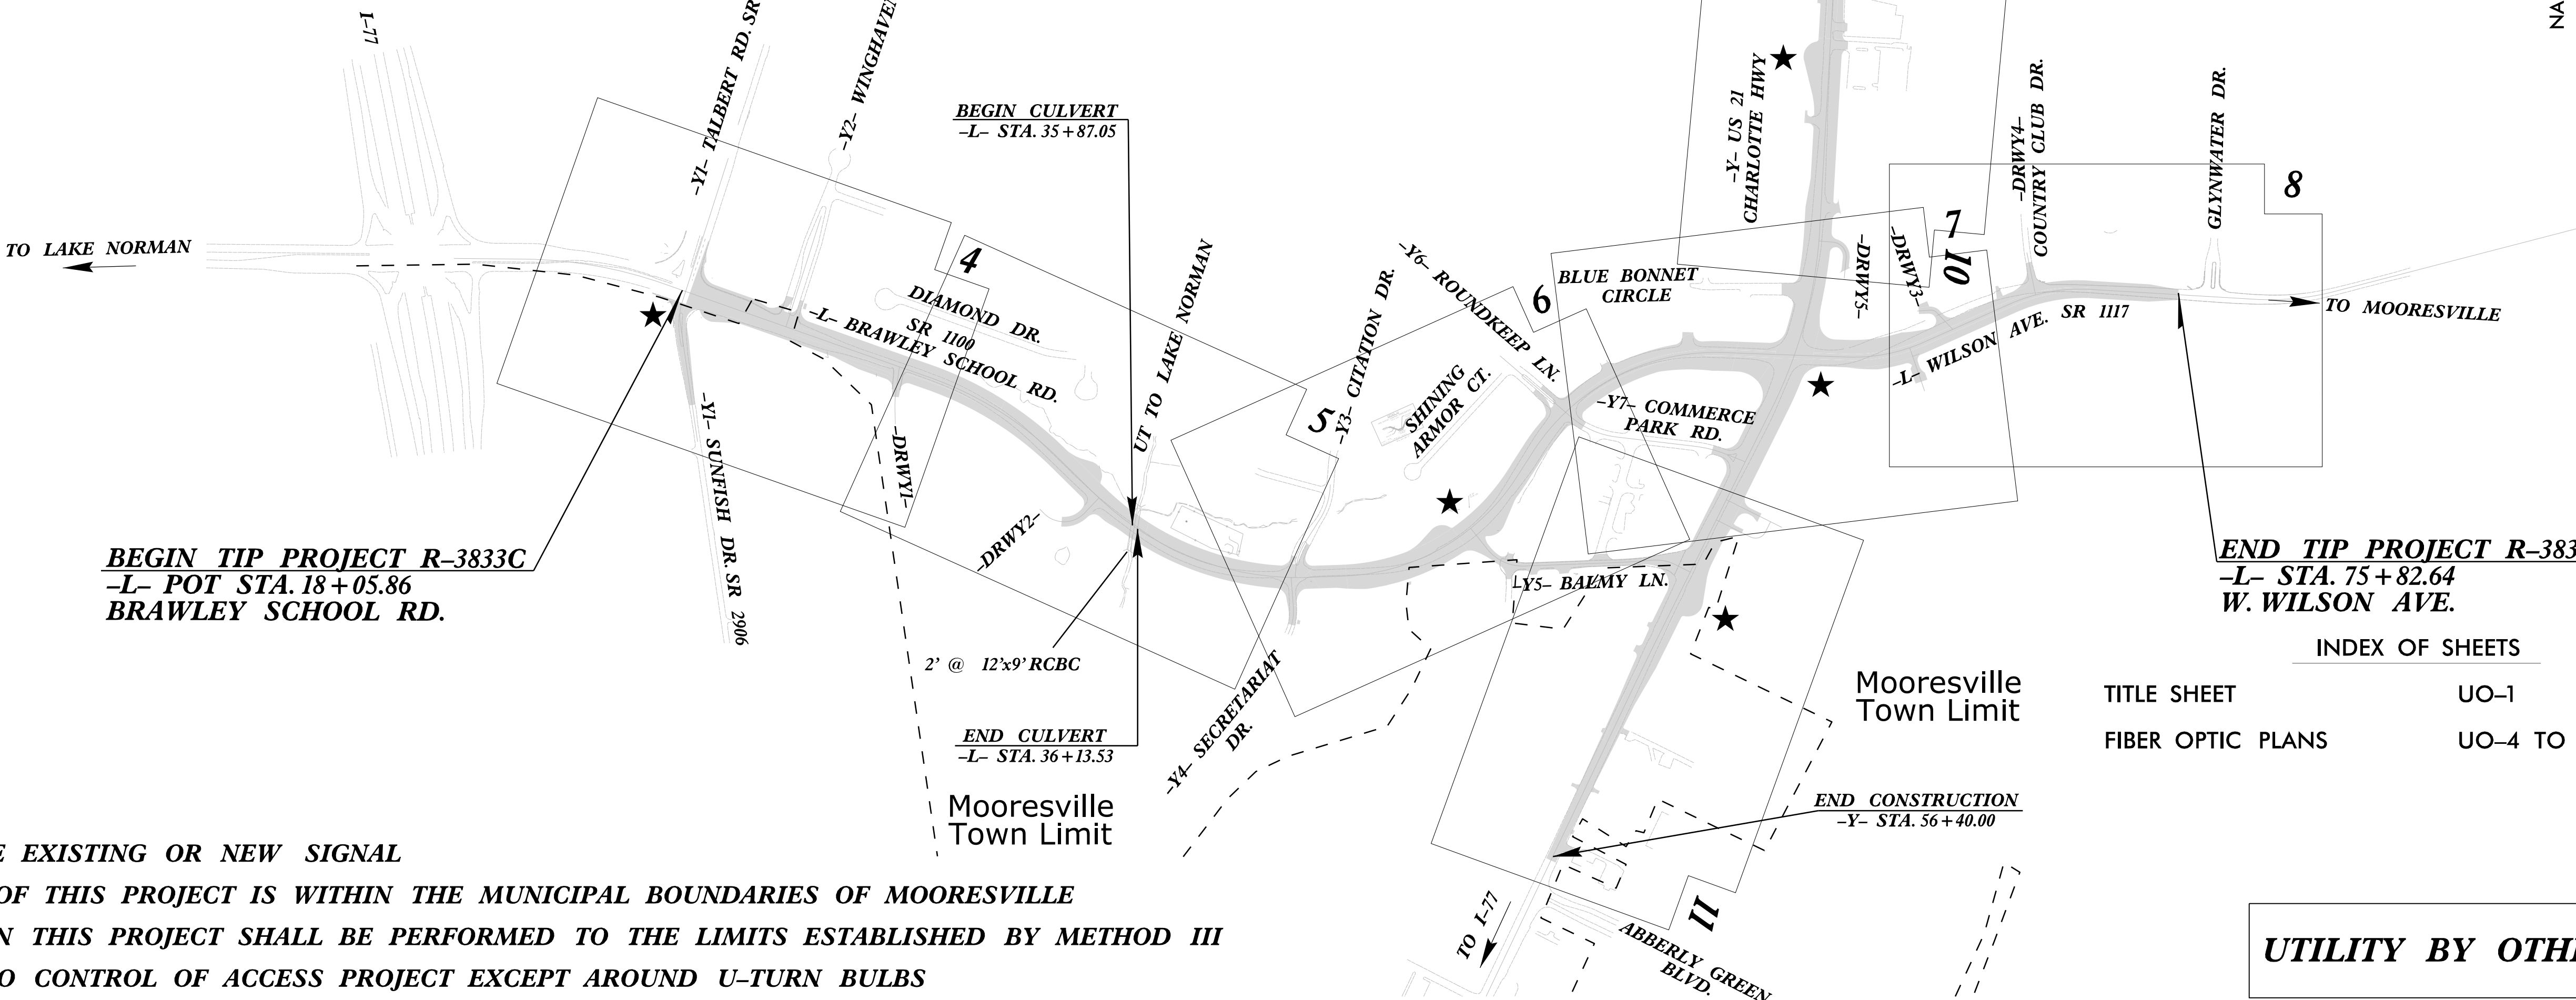 I-77
-Y1- TALBERT RD. SR
-Y2- WINGHAVEN
BEGIN CULVERT
-L- STA. 35+87.05
-Y- US 21
CHARLOTTE HWY
-DRWY4-
COUNTRY CLUB DR.
GLYNWATER DR.
NA
8
7
10
TO LAKE NORMAN
4
DIAMOND DR.
-L- BRAWLEY SCHOOL RD.
SR 1100
UT TO LAKE NORMAN
-Y3- CITATION DR.
-Y6- ROUNDKEEP LN.
6
BLUE BONNET
CIRCLE
-DRWY5-
-DRWY3-
-L- WILSON AVE. SR 1117
TO MOORESVILLE
5
SHINING
ARMOR CT.
-Y7- COMMERCE
PARK RD.
-Y1- SUNFISH DR. SR 2906
-DRWY1-
-DRWY2-
BEGIN TIP PROJECT R-3833C
-L- POT STA. 18+05.86
BRAWLEY SCHOOL RD.
-Y5- BALMY LN.
END TIP PROJECT R-383
-L- STA. 75+82.64
W. WILSON AVE.
2' @ 12'x9' RCBC
END CULVERT
-L- STA. 36+13.53
-Y4- SECRETARIAT
DR.
Mooresville
Town Limit
INDEX OF SHEETS
TITLE SHEET UO-1
FIBER OPTIC PLANS UO-4 TO
Mooresville
Town Limit
END CONSTRUCTION
-Y- STA. 56+40.00
11
TO I-77
ABBERLY GREEN
BLVD.
E EXISTING OR NEW SIGNAL
OF THIS PROJECT IS WITHIN THE MUNICIPAL BOUNDARIES OF MOORESVILLE
N THIS PROJECT SHALL BE PERFORMED TO THE LIMITS ESTABLISHED BY METHOD III
O CONTROL OF ACCESS PROJECT EXCEPT AROUND U-TURN BULBS
UTILITY BY OTH